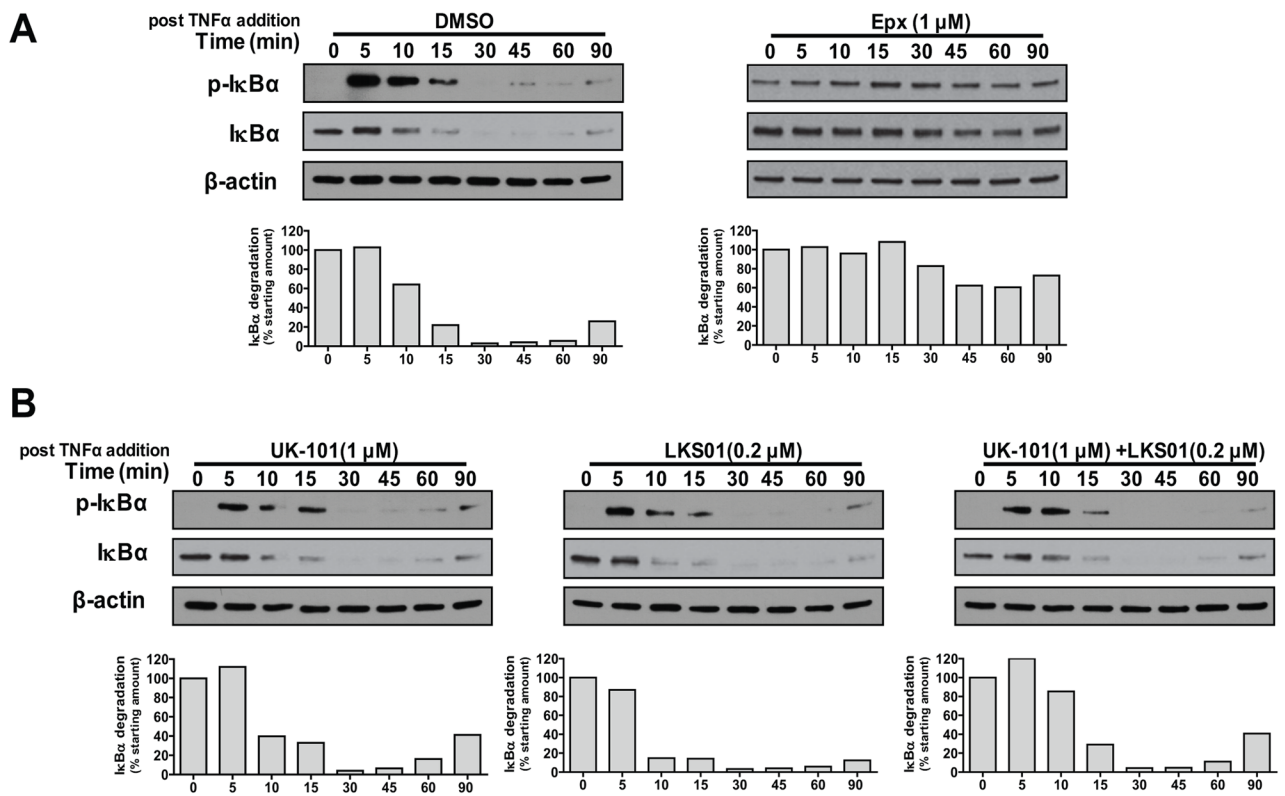 A
post TNFα addition
DMSO
Epx (1 µM)
Time (min)
0 5 10 15 30 45 60 90
0 5 10 15 30 45 60 90
p-IκBα
IκBα
β-actin
IκBα degradation
(% starting amount)
120
100
80
60
40
20
0
0 5 10 15 30 45 60 90
IκBα degradation
(% starting amount)
120
100
80
60
40
20
0
0 5 10 15 30 45 60 90
B
post TNFα addition
UK-101(1 µM)
LKS01(0.2 µM)
UK-101(1 µM) +LKS01(0.2 µM)
Time (min)
0 5 10 15 30 45 60 90
0 5 10 15 30 45 60 90
0 5 10 15 30 45 60 90
p-IκBα
IκBα
β-actin
IκBα degradation
(% starting amount)
120
100
80
60
40
20
0
0 5 10 15 30 45 60 90
IκBα degradation
(% starting amount)
120
100
80
60
40
20
0
0 5 10 15 30 45 60 90
IκBα degradation
(% starting amount)
120
100
80
60
40
20
0
0 5 10 15 30 45 60 90